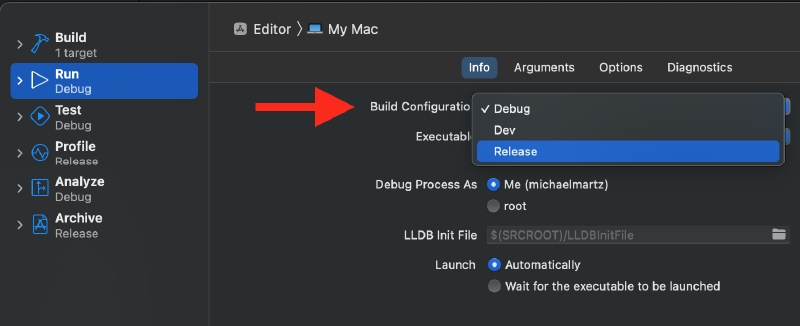 Build
1 target
Run
Debug
Test
Debug
Profile
Release
Analyze
Debug
Archive
Release
Editor 〉 My Mac
Info Arguments Options Diagnostics
Build Configuratio
✓ Debug
Dev
Release
Executabl
Debug Process As Me (michaelmartz)
root
LLDB Init File $(SRCROOT)/LLDBInitFile
Launch Automatically
Wait for the executable to be launched